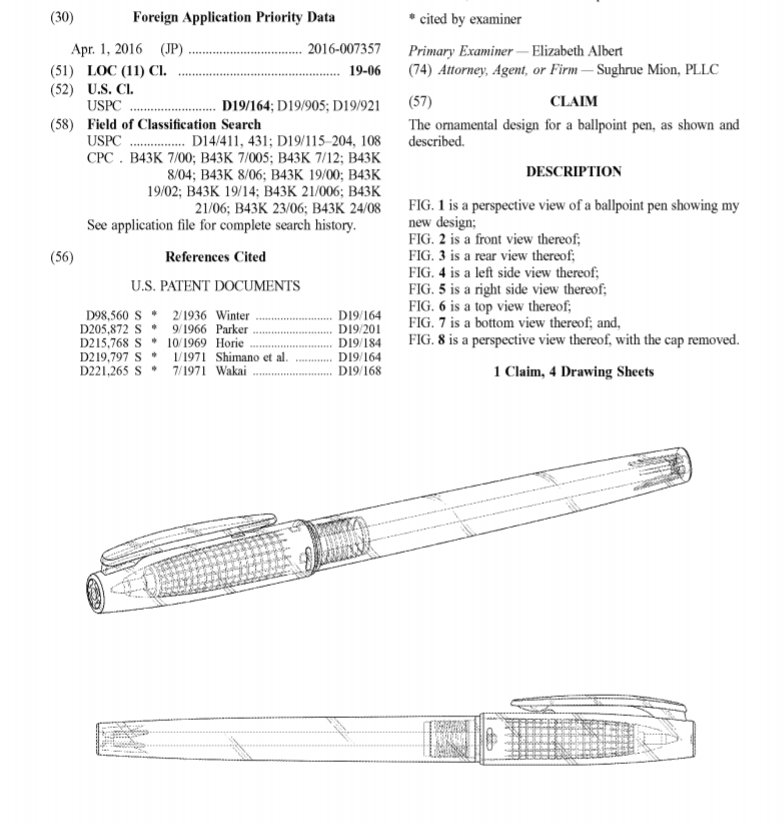 (30) Foreign Application Priority Data
Apr. 1, 2016 (JP) ................................. 2016-007357
(51) LOC (11) Cl. ................................................ 19-06
(52) U.S. Cl.
USPC ......................... D19/164; D19/905; D19/921
(58) Field of Classification Search
USPC ................ D14/411, 431; D19/115–204, 108
CPC . B43K 7/00; B43K 7/005; B43K 7/12; B43K
8/04; B43K 8/06; B43K 19/00; B43K
19/02; B43K 19/14; B43K 21/006; B43K
21/06; B43K 23/06; B43K 24/08
See application file for complete search history.
(56) References Cited
U.S. PATENT DOCUMENTS
D98,560 S * 2/1936 Winter ........................ D19/164
D205,872 S * 9/1966 Parker ........................ D19/201
D215,768 S * 10/1969 Horie ......................... D19/184
D219,797 S * 1/1971 Shimano et al. ........... D19/164
D221,265 S * 7/1971 Wakai ........................ D19/168
* cited by examiner
Primary Examiner — Elizabeth Albert
(74) Attorney, Agent, or Firm — Sughrue Mion, PLLC
(57) CLAIM
The ornamental design for a ballpoint pen, as shown and
described.
DESCRIPTION
FIG. 1 is a perspective view of a ballpoint pen showing my
new design;
FIG. 2 is a front view thereof;
FIG. 3 is a rear view thereof;
FIG. 4 is a left side view thereof;
FIG. 5 is a right side view thereof;
FIG. 6 is a top view thereof;
FIG. 7 is a bottom view thereof; and,
FIG. 8 is a perspective view thereof, with the cap removed.
1 Claim, 4 Drawing Sheets